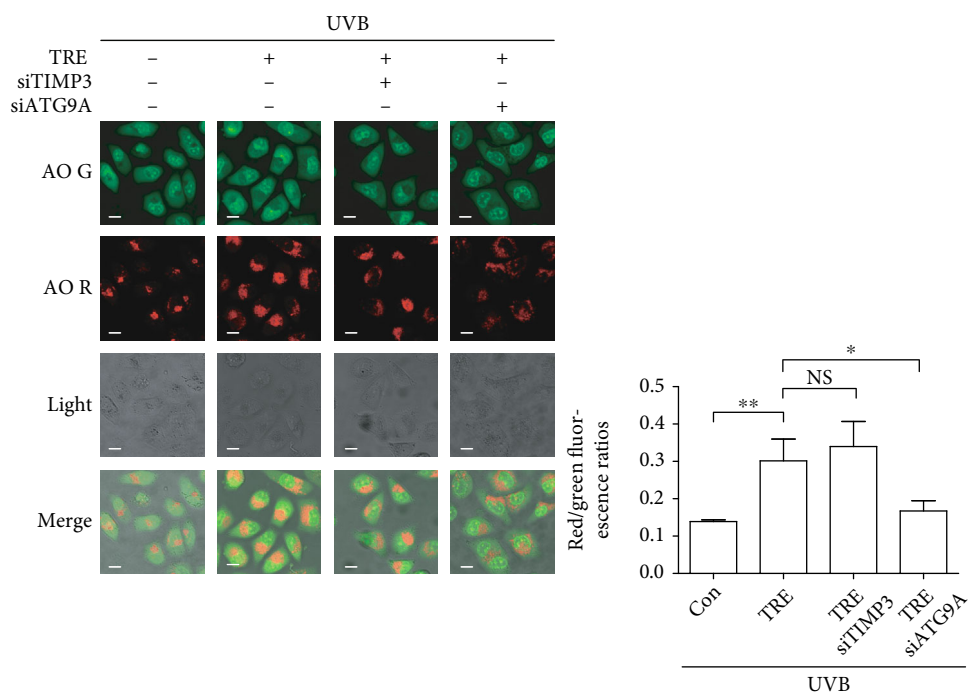 UVB
TRE – + + +
siTIMP3 – – + –
siATG9A – – – +
AO G
AO R
Light
Merge
Red/green fluor-
escence ratios
0.5
0.4
0.3
0.2
0.1
0.0
**
NS
*
Con
TRE
TRE
siTIMP3
TRE
siATG9A
UVB